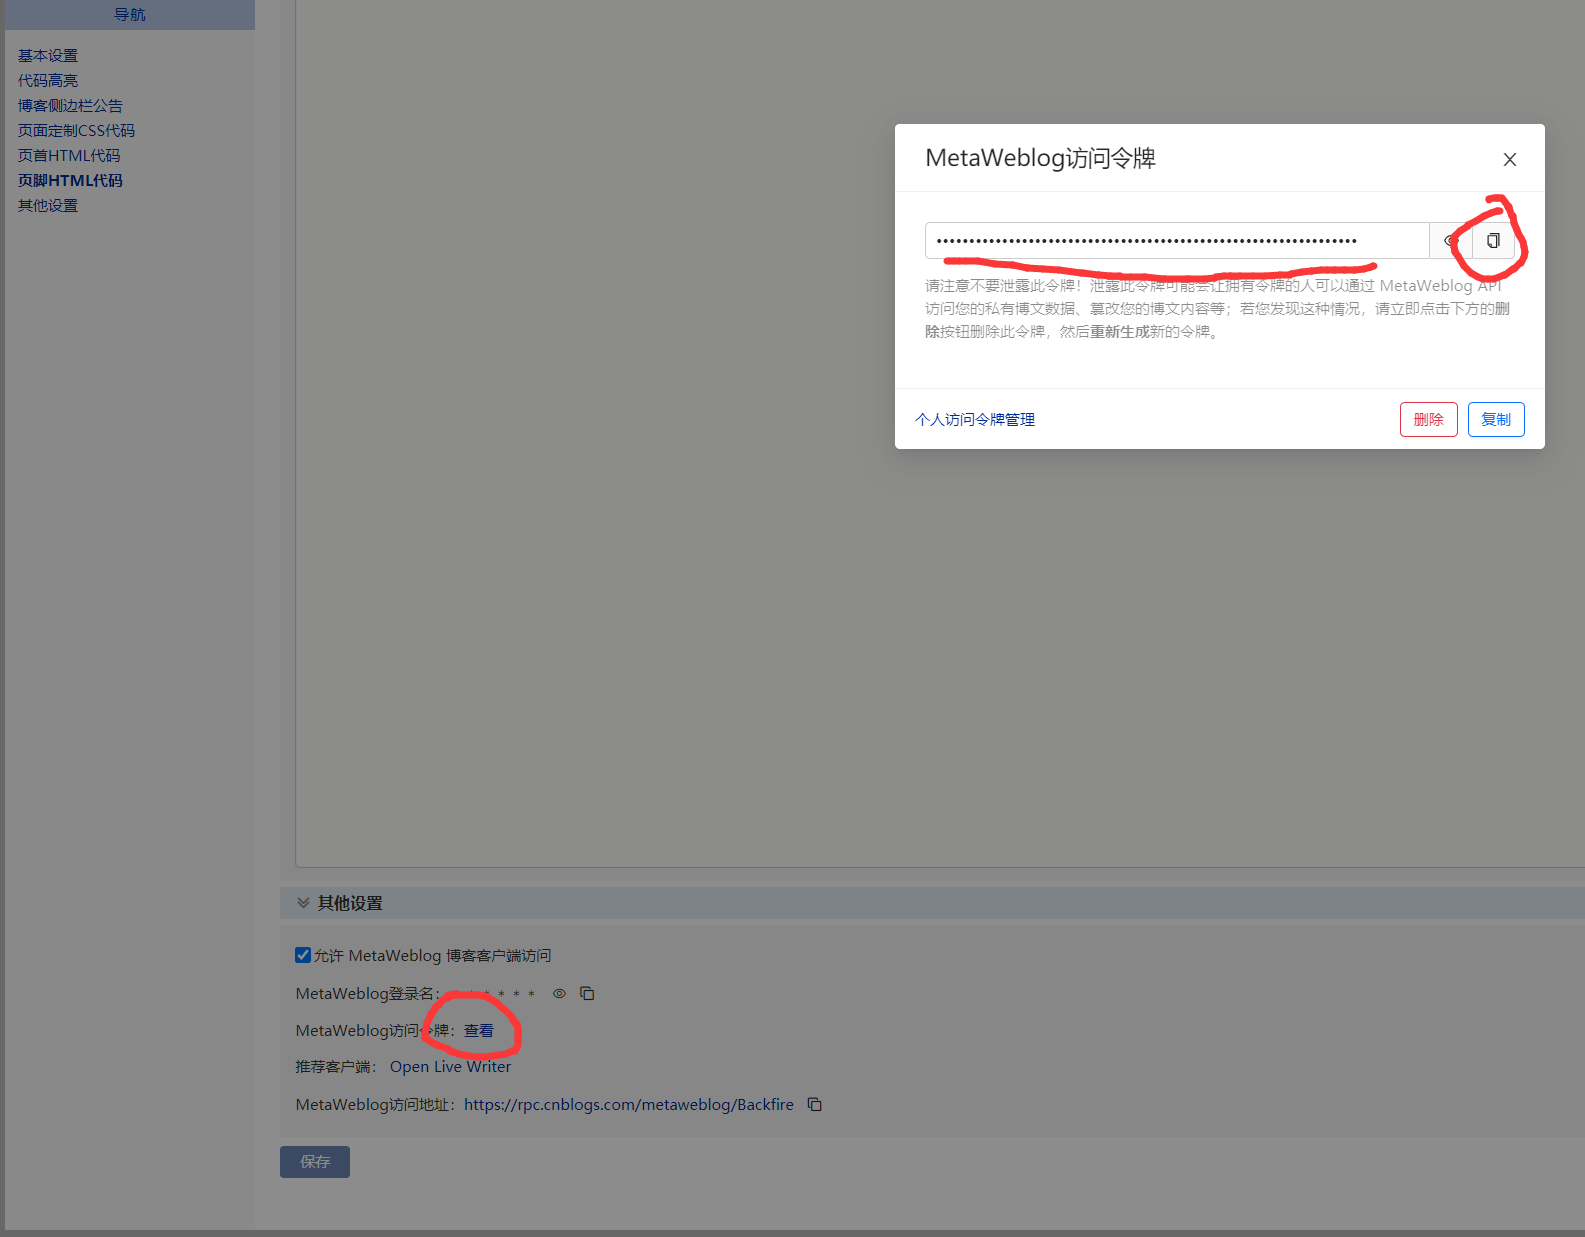 导航
基本设置
代码高亮
博客侧边栏公告
页面定制CSS代码
页首HTML代码
页脚HTML代码
其他设置
MetaWeblog访问令牌
••••••••••••••••••••••••••••••••••••••••••••••••••••••••••••••••
请注意不要泄露此令牌！泄露此令牌可能会让拥有令牌的人可以通过 MetaWeblog API
访问您的私有博文数据、篡改您的博文内容等；若您发现这种情况，请立即点击下方的删
除按钮删除此令牌，然后重新生成新的令牌。
个人访问令牌管理
删除
复制
其他设置
允许 MetaWeblog 博客客户端访问
MetaWeblog登录名：* * * * * *
MetaWeblog访问令牌：查看
推荐客户端： Open Live Writer
MetaWeblog访问地址：https://rpc.cnblogs.com/metaweblog/Backfire
保存